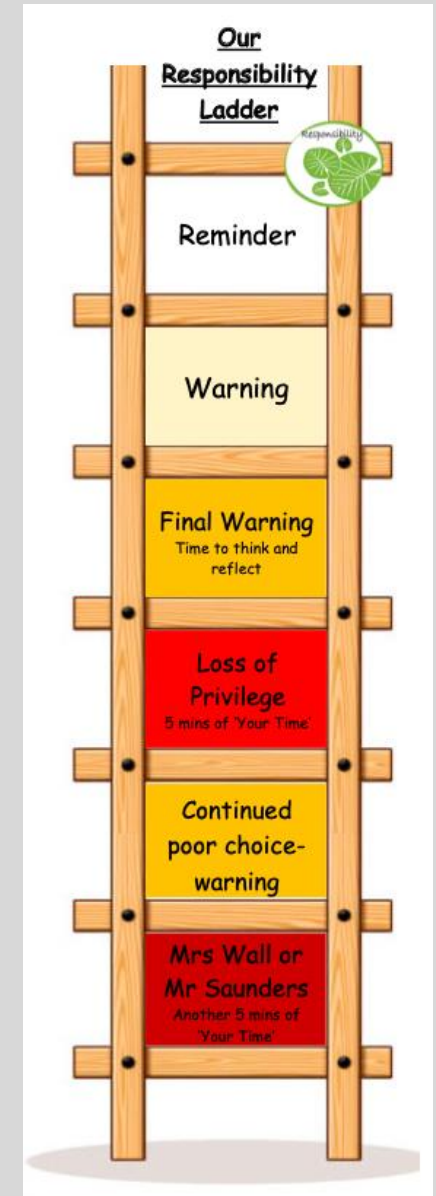 Our
Responsibility
Ladder
Responsibility
Reminder
Warning
Final Warning
Time to think and
reflect
Loss of
Privilege
5 mins of 'Your Time'
Continued
poor choice-
warning
Mrs Wall or
Mr Saunders
Another 5 mins of
'Your Time'